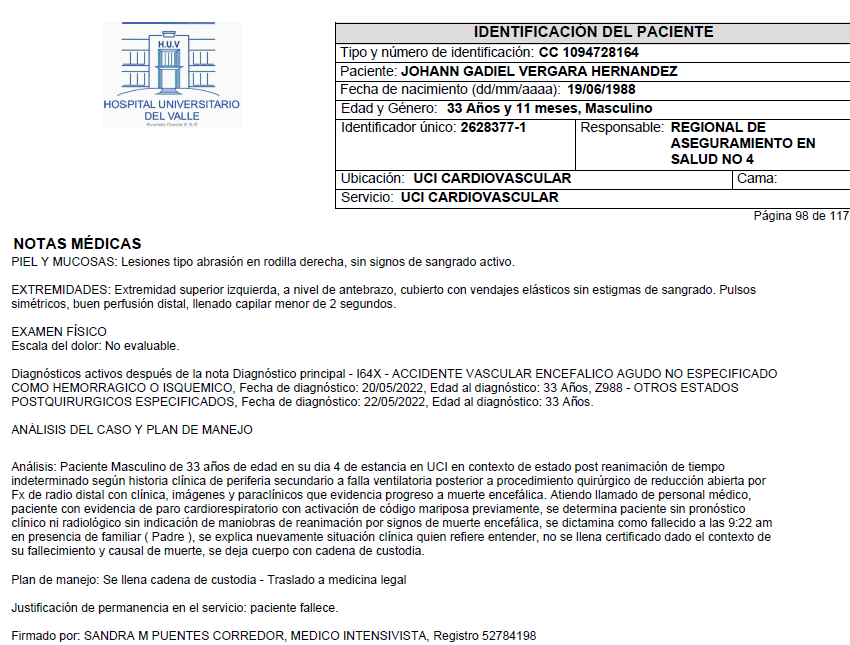 H.U.V
HOSPITAL UNIVERSITARIO
DEL VALLE
IDENTIFICACIÓN DEL PACIENTE
Tipo y número de identificación: CC 1094728164
Paciente: JOHANN GADIEL VERGARA HERNANDEZ
Fecha de nacimiento (dd/mm/aaaa): 19/06/1988
Edad y Género: 33 Años y 11 meses, Masculino
Identificador único: 2628377-1
Responsable: REGIONAL DE
ASEGURAMIENTO EN
SALUD NO 4
Ubicación: UCI CARDIOVASCULAR
Cama:
Servicio: UCI CARDIOVASCULAR
Página 98 de 117
NOTAS MÉDICAS
PIEL Y MUCOSAS: Lesiones tipo abrasión en rodilla derecha, sin signos de sangrado activo.
EXTREMIDADES: Extremidad superior izquierda, a nivel de antebrazo, cubierto con vendajes elásticos sin estigmas de sangrado. Pulsos
simétricos, buen perfusión distal, llenado capilar menor de 2 segundos.
EXAMEN FÍSICO
Escala del dolor: No evaluable.
Diagnósticos activos después de la nota Diagnóstico principal - I64X - ACCIDENTE VASCULAR ENCEFALICO AGUDO NO ESPECIFICADO
COMO HEMORRAGICO O ISQUEMICO, Fecha de diagnóstico: 20/05/2022, Edad al diagnóstico: 33 Años, Z988 - OTROS ESTADOS
POSTQUIRURGICOS ESPECIFICADOS, Fecha de diagnóstico: 22/05/2022, Edad al diagnóstico: 33 Años.
ANÁLISIS DEL CASO Y PLAN DE MANEJO
Análisis: Paciente Masculino de 33 años de edad en su dia 4 de estancia en UCI en contexto de estado post reanimación de tiempo
indeterminado según historia clínica de periferia secundario a falla ventilatoria posterior a procedimiento quirúrgico de reducción abierta por
Fx de radio distal con clínica, imágenes y paraclínicos que evidencia progreso a muerte encefálica. Atiendo llamado de personal médico,
paciente con evidencia de paro cardiorespiratorio con activación de código mariposa previamente, se determina paciente sin pronóstico
clínico ni radiológico sin indicación de maniobras de reanimación por signos de muerte encefálica, se dictamina como fallecido a las 9:22 am
en presencia de familiar ( Padre ), se explica nuevamente situación clínica quien refiere entender, no se llena certificado dado el contexto de
su fallecimiento y causal de muerte, se deja cuerpo con cadena de custodia.
Plan de manejo: Se llena cadena de custodia - Traslado a medicina legal
Justificación de permanencia en el servicio: paciente fallece.
Firmado por: SANDRA M PUENTES CORREDOR, MEDICO INTENSIVISTA, Registro 52784198